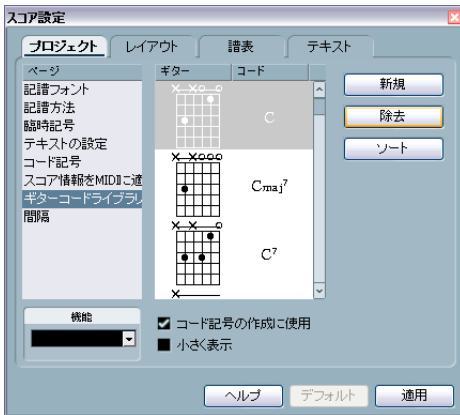 スコア設定
プロジェクト レイアウト 譜表 テキスト
ページ ギター コード
記譜フォント
記譜方法
臨時記号
テキストの設定
コード記号
スコア情報をMIDIに適
ギターコードライブラリ
間隔
X X O O
C
X XOOO
Cmaj7
X X O
C7
X
新規
除去
ソート
機能
コード記号の作成に使用
小さく表示
ヘルプ デフォルト 適用